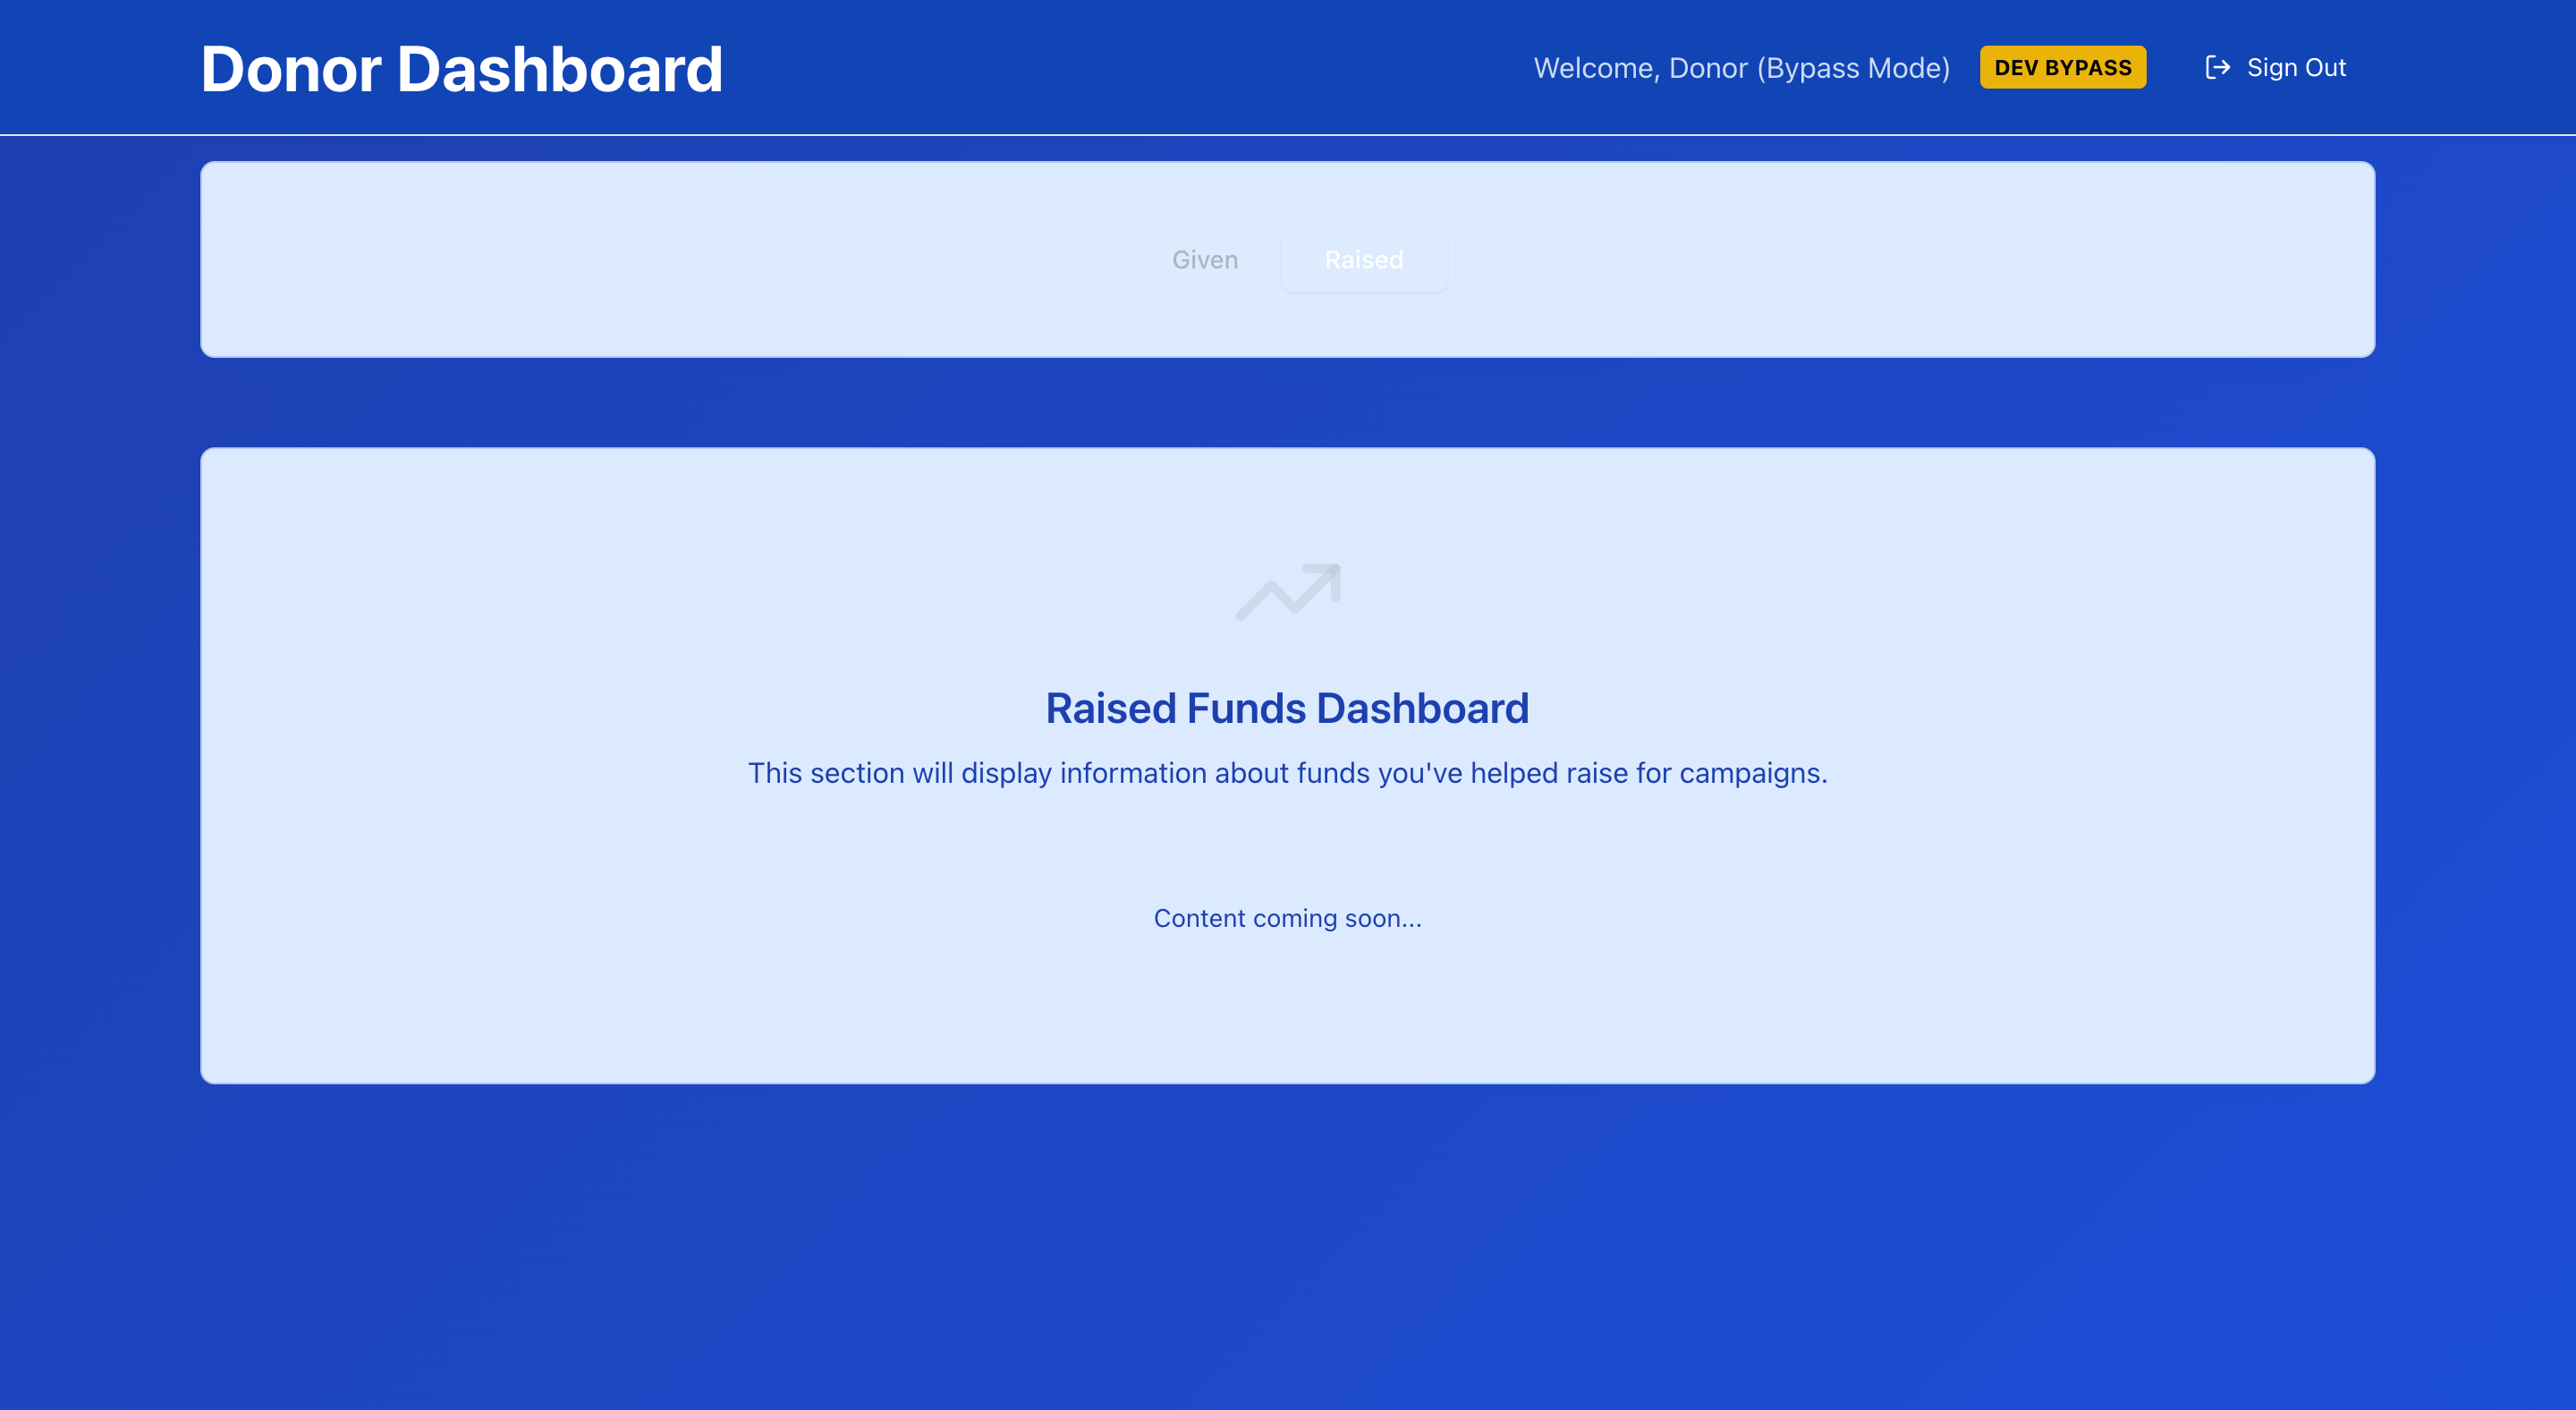 Donor Dashboard
Welcome, Donor (Bypass Mode)
DEV BYPASS
Sign Out
Given
Raised
Raised Funds Dashboard
This section will display information about funds you've helped raise for campaigns.
Content coming soon...